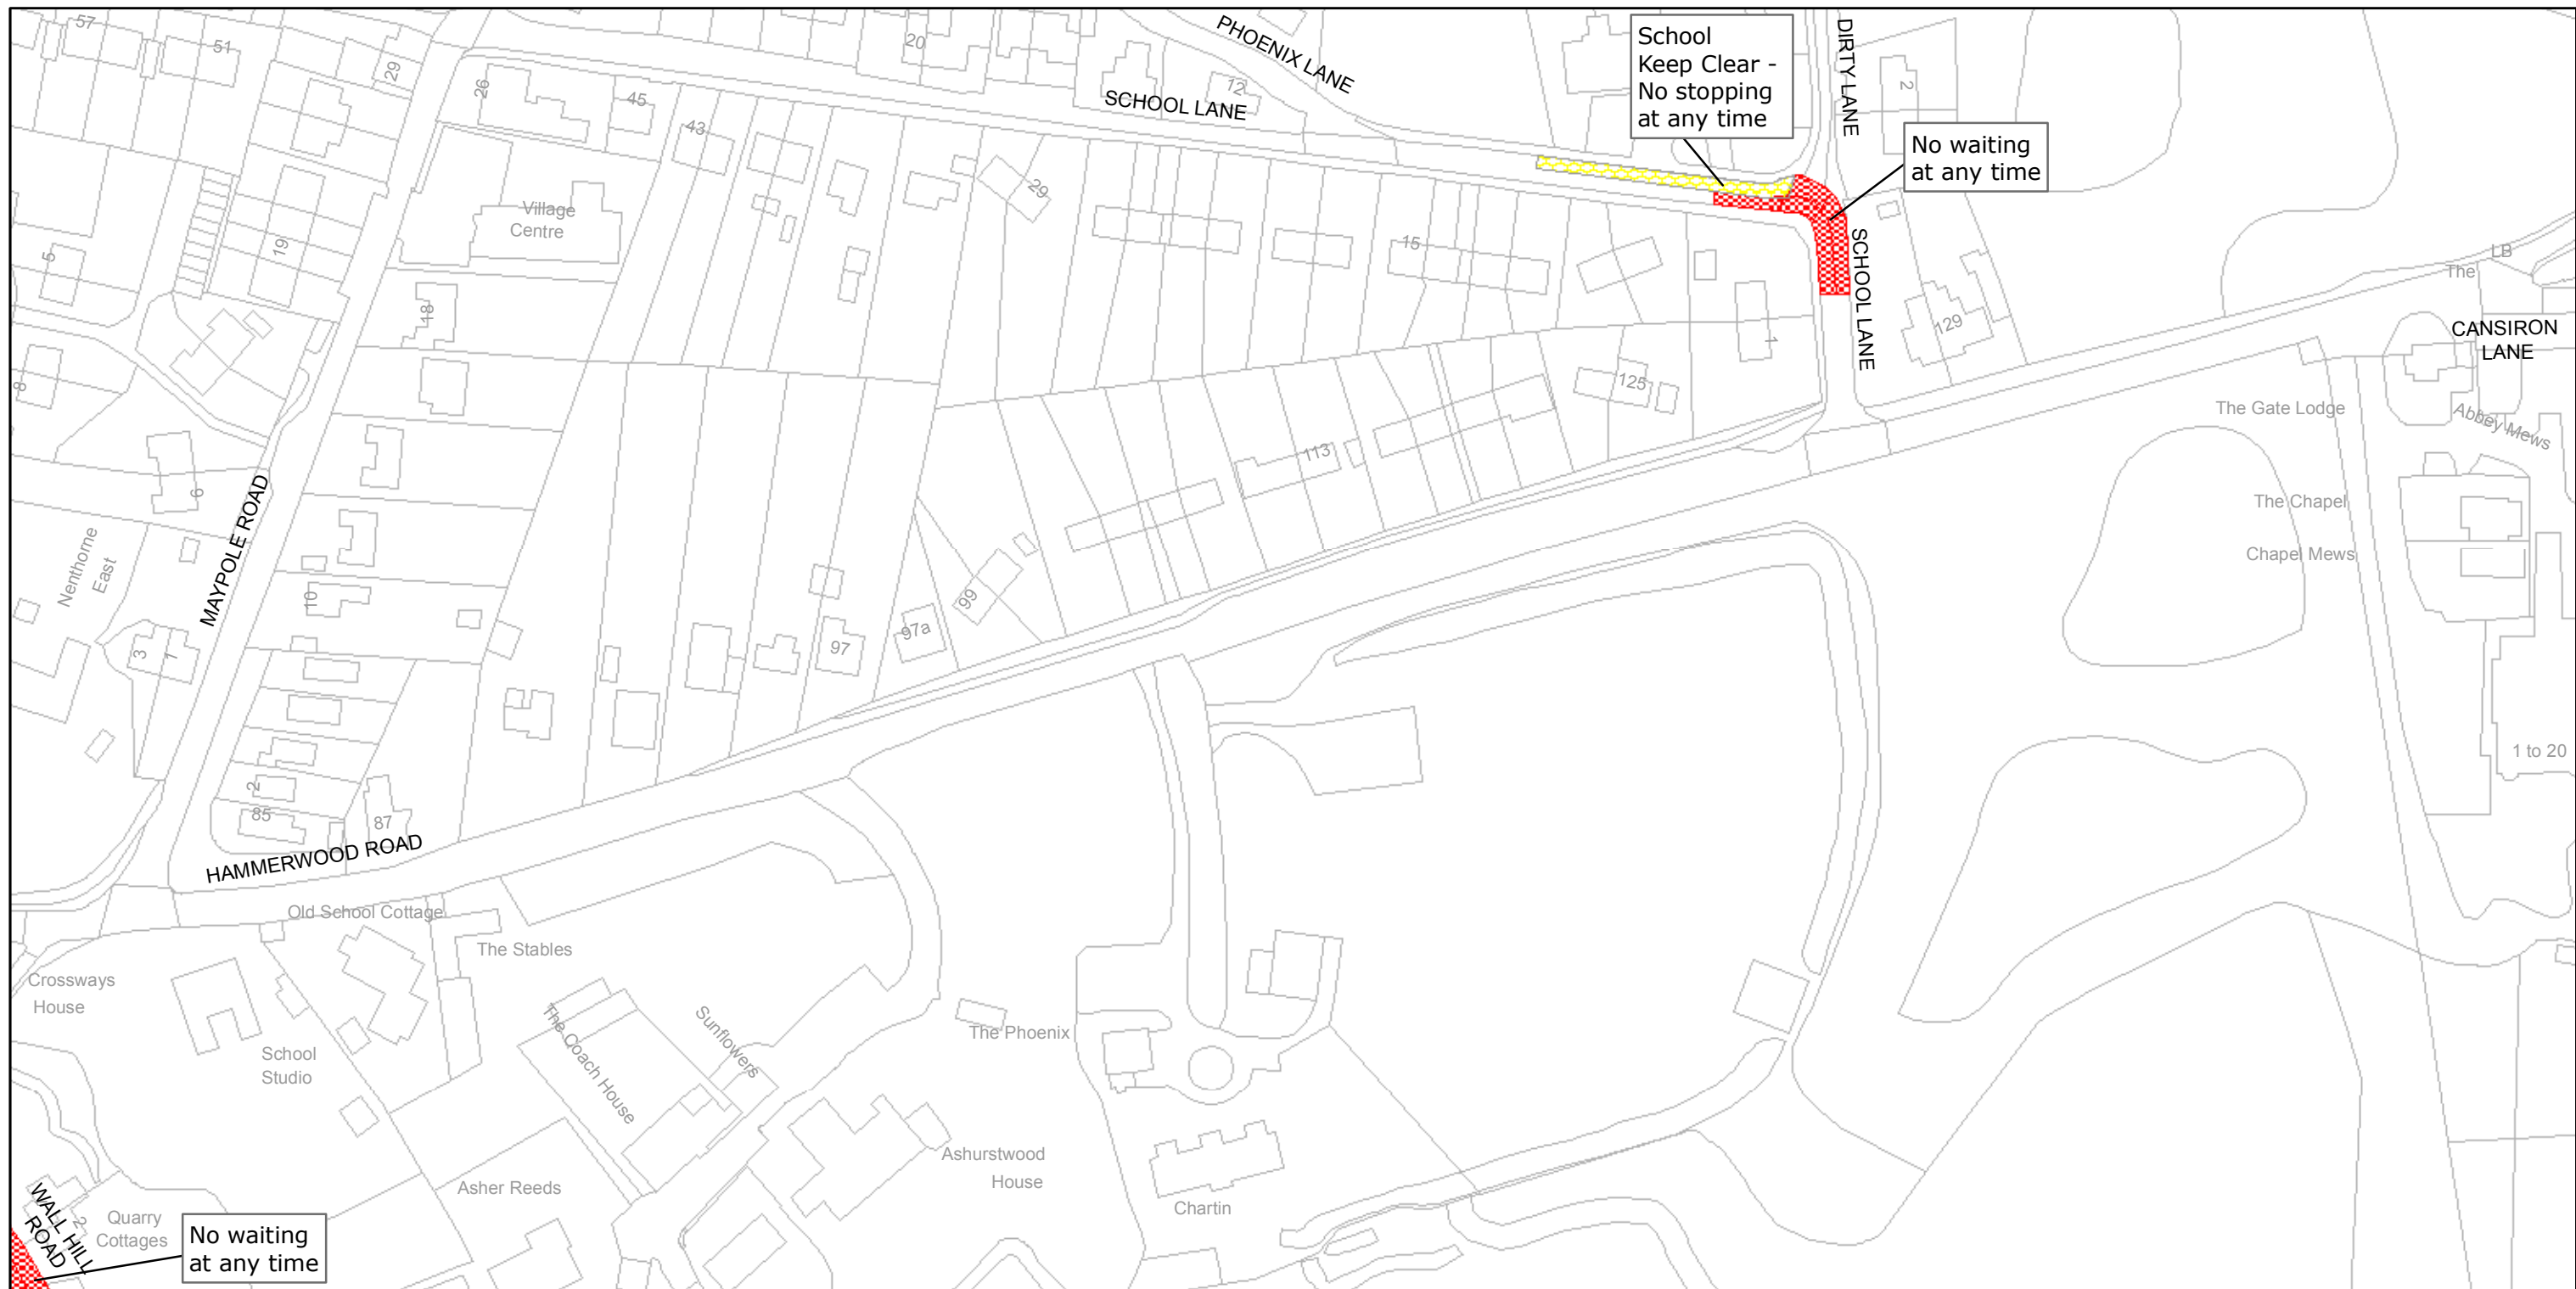 57
51
29
20
PHOENIX LANE
School
Keep Clear -
No stopping
at any time
DIRTY LANE
2
No waiting
at any time
26
45
43
SCHOOL LANE
12
29
Village
Centre
19
5
15
SCHOOL LANE
LB
The
18
129
CANSIRON
LANE
1
8
125
The Gate Lodge
Abbey Mews
113
6
MAYPOLE ROAD
The Chapel
Nenthorne
East
Chapel Mews
10
99
97a
97
3
1
1 to 20
2
85
87
HAMMERWOOD ROAD
Old School Cottage
The Stables
Crossways
House
The Coach House
Sunflowers
The Phoenix
School
Studio
Ashurstwood
House
Asher Reeds
Chartin
WALL HILL
ROAD
2
Quarry
Cottages
No waiting
at any time